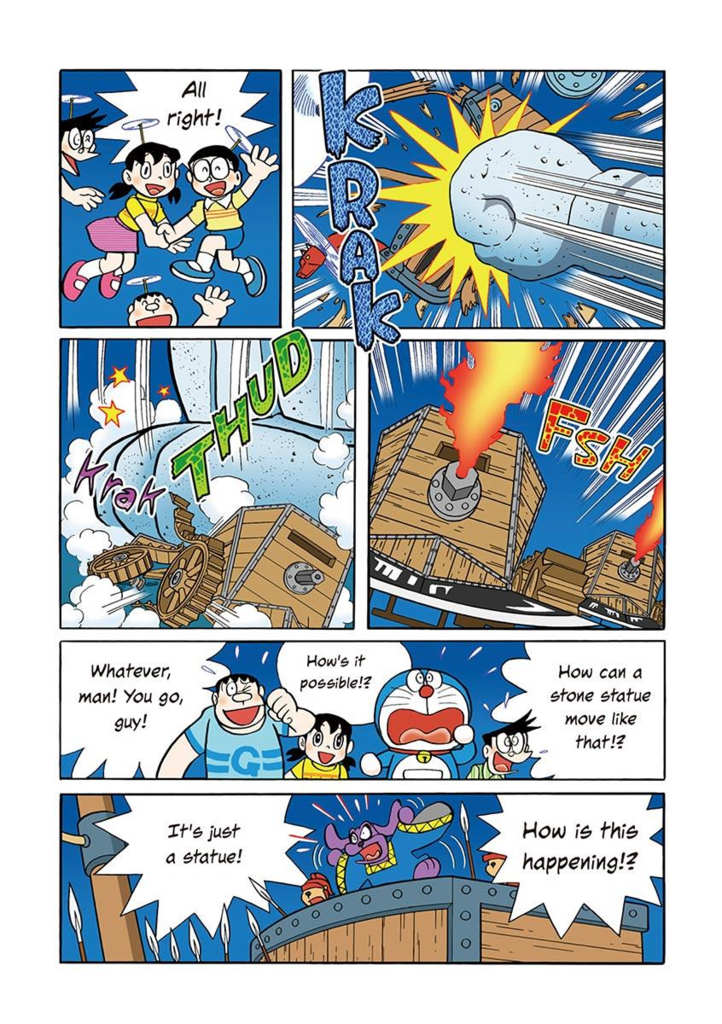 All
right!
KRAK
Krak
THUD
FSH
Whatever,
man! You go,
guy!
How's it
possible!?
How can a
stone statue
move like
that!?
G
It's just
a statue!
How is this
happening!?